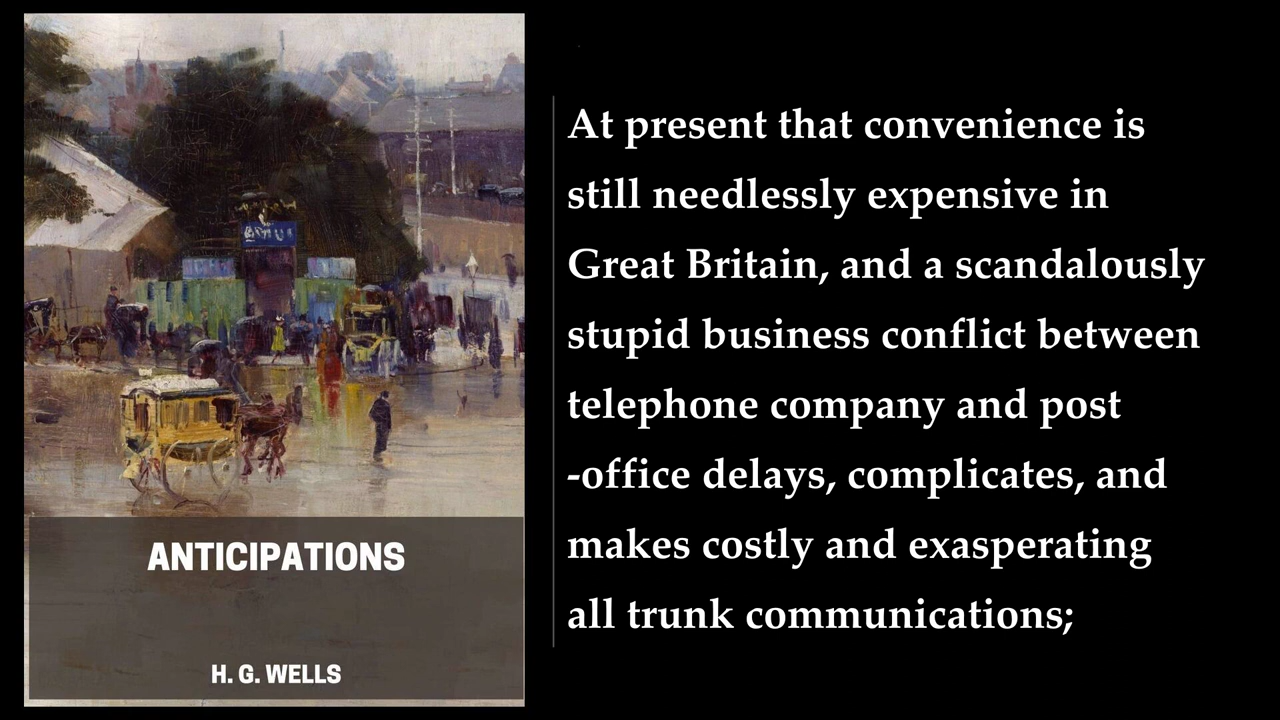 ANTICIPATIONS
H. G. WELLS
At present that convenience is
still needlessly expensive in
Great Britain, and a scandalously
stupid business conflict between
telephone company and post
-office delays, complicates, and
makes costly and exasperating
all trunk communications;